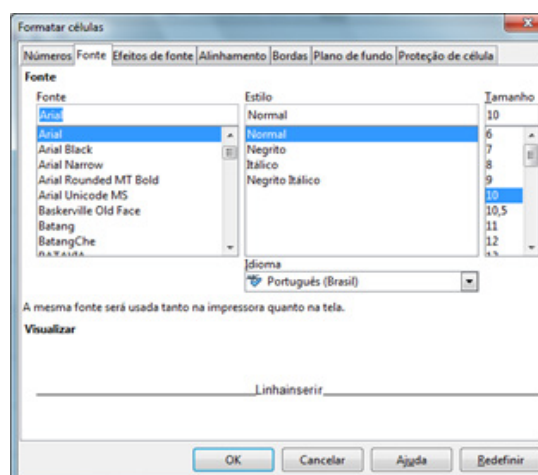 Formatar células
Números Fonte Efeitos de fonte Alinhamento Bordas Plano de fundo Proteção de célula
Fonte
Fonte Estilo Tamanho
Arial Normal 10
Arial Normal 6
Arial Black Negrito 7
Arial Narrow Itálico 8
Arial Rounded MT Bold Negrito Itálico 9
Arial Unicode MS 10
Baskerville Old Face 10,5
Batang 11
BatangChe 12
BATAVIA 13
Idioma
Português (Brasil)
A mesma fonte será usada tanto na impressora quanto na tela.
Visualizar
Linhainserir
OK Cancelar Ajuda Redefinir